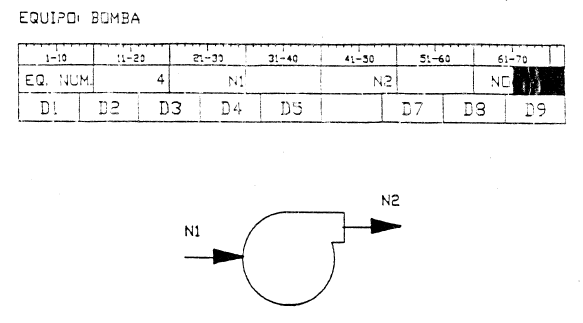 EQUIPO: BOMBA
1-10 11-20 21-30 31-40 41-50 51-60 61-70
EQ. NUM. 4 N1 N2 NC
D1 D2 D3 D4 D5 D7 D8 D9
N2
N1